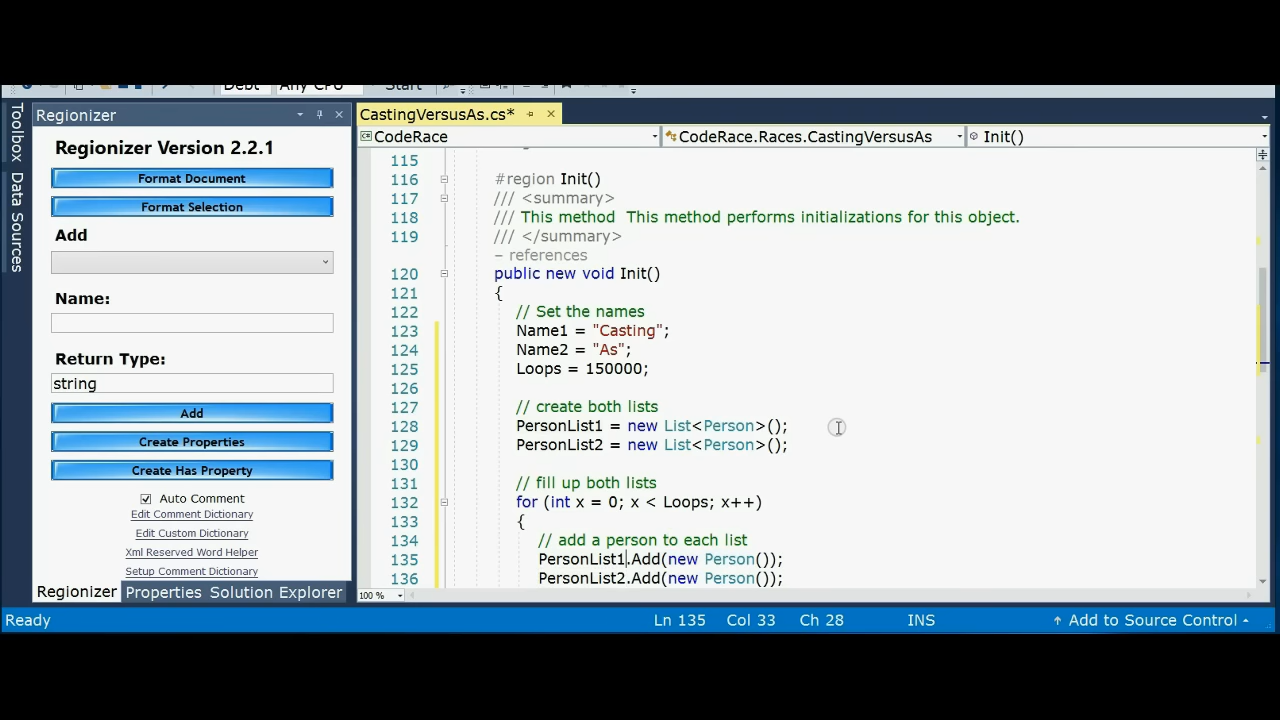 Debt Any CPU Start
Toolbox
Data Sources
Regionizer
Regionizer Version 2.2.1
Format Document
Format Selection
Add
Name:
Return Type:
string
Add
Create Properties
Create Has Property
Auto Comment
Edit Comment Dictionary
Edit Custom Dictionary
Xml Reserved Word Helper
Setup Comment Dictionary
Regionizer Properties Solution Explorer
CastingVersusAs.cs*
CodeRace CodeRace.Races.CastingVersusAs Init()
115
116 #region Init()
117 /// <summary>
118 /// This method  This method performs initializations for this object.
119 /// </summary>
– references
120 public new void Init()
121 {
122 // Set the names
123 Name1 = "Casting";
124 Name2 = "As";
125 Loops = 150000;
126
127 // create both lists
128 PersonList1 = new List<Person>();
129 PersonList2 = new List<Person>();
130
131 // fill up both lists
132 for (int x = 0; x < Loops; x++)
133 {
134 // add a person to each list
135 PersonList1.Add(new Person());
136 PersonList2.Add(new Person());
100 %
Ready Ln 135 Col 33 Ch 28 INS ↑ Add to Source Control